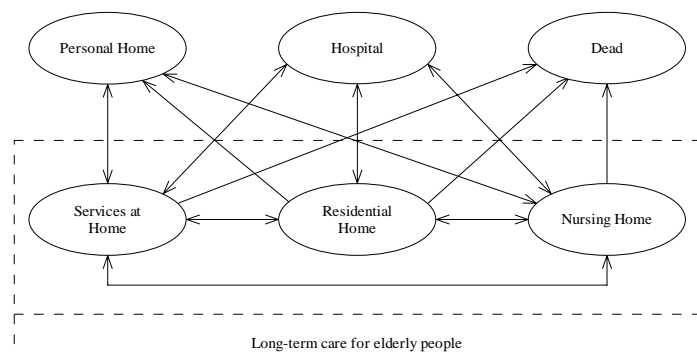 Personal Home
Hospital
Dead
Services at
Home
Residential
Home
Nursing Home
Long-term care for elderly people